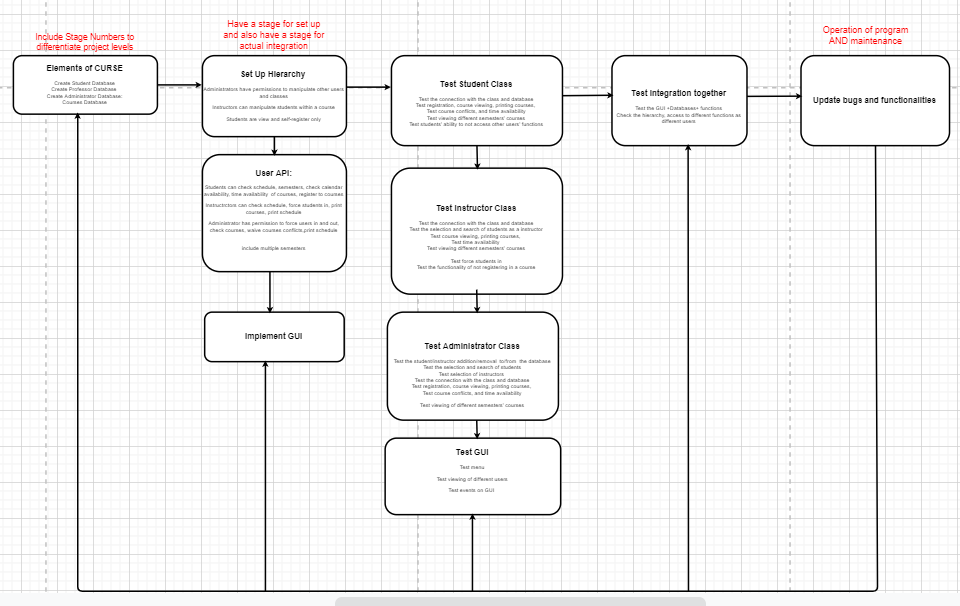 Include Stage Numbers to
differentiate project levels
Elements of CURSE
Create Student Database
Create Professor Database
Create Administrator Database:
Courses Database
Have a stage for set up
and also have a stage for
actual integration
Set Up Hierarchy
Administrators have permissions to manipulate other users
and classes
Instructors can manipulate students within a course
Students are view and self-register only
User API:
Students can check schedule, semesters, check calendar
availability, time availability of courses, register to courses
Instructrctors can check schedule, force students in, print
courses, print schedule
Administrator has permission to force users in and out,
check courses, waive courses conflicts,print schedule
include multiple semesters
Implement GUI
Test Student Class
Test the connection with the class and database
Test registration, course viewing, printing courses,
Test course conflicts, and time availability
Test viewing different semesters' courses
Test students' ability to not access other users' functions
Test Instructor Class
Test the connection with the class and database
Test the selection and search of students as a instructor
Test course viewing, printing courses,
Test time availability
Test viewing different semesters' courses
Test force students in
Test the functionality of not registering in a course
Test Administrator Class
Test the student/instructor addition/removal to/from the database
Test the selection and search of students
Test selection of instructors
Test the connection with the class and database
Test registration, course viewing, printing courses,
Test course conflicts, and time availability
Test viewing of different semesters' courses
Test GUI
Test menu
Test viewing of different users
Test events on GUI
Test Integration together
Test the GUI +Databases+ functions
Check the hierarchy, access to different functions as
different users
Operation of program
AND maintenance
Update bugs and functionalities